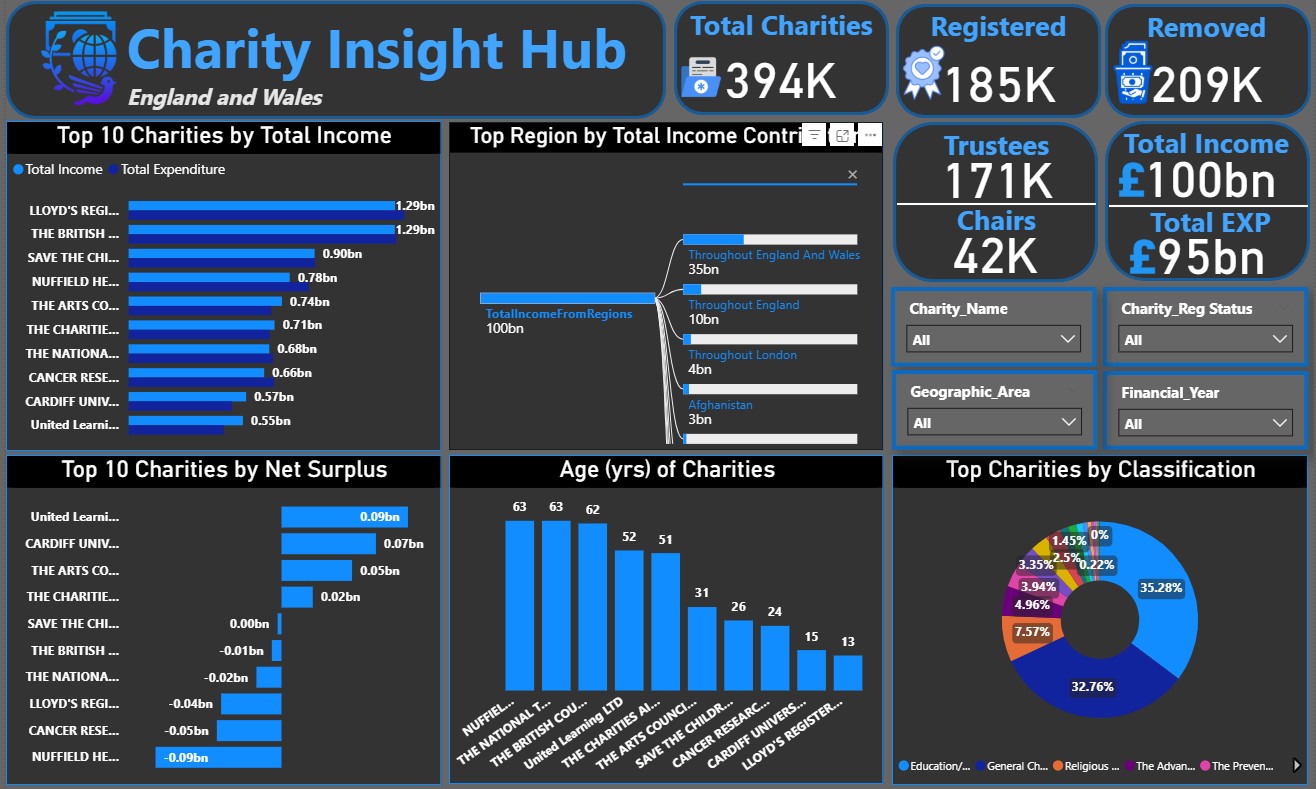 Charity Insight Hub
England and Wales
Total Charities
394K
Registered
185K
Removed
209K
Trustees
171K
Chairs
42K
Total Income
£100bn
Total EXP
£95bn
Charity_Name
All
Charity_Reg Status
All
Geographic_Area
All
Financial_Year
All
Top 10 Charities by Total Income
Total Income Total Expenditure
LLOYD'S REGI... 1.29bn
THE BRITISH ... 1.29bn
SAVE THE CHI... 0.90bn
NUFFIELD HE... 0.78bn
THE ARTS CO... 0.74bn
THE CHARITIE... 0.71bn
THE NATIONA... 0.68bn
CANCER RESE... 0.66bn
CARDIFF UNIV... 0.57bn
United Learni... 0.55bn
Top Region by Total Income
TotalIncomeFromRegions
100bn
Throughout England And Wales
35bn
Throughout England
10bn
Throughout London
4bn
Afghanistan
3bn
Top 10 Charities by Net Surplus
United Learni... 0.09bn
CARDIFF UNIV... 0.07bn
THE ARTS CO... 0.05bn
THE CHARITIE... 0.02bn
SAVE THE CHI... 0.00bn
THE BRITISH ... -0.01bn
THE NATIONA... -0.02bn
LLOYD'S REGI... -0.04bn
CANCER RESE... -0.05bn
NUFFIELD HE... -0.09bn
Age (yrs) of Charities
63 63 62 52 51 31 26 24 15 13
NUFFIEL...
THE NATIONAL T...
THE BRITISH COU...
United Learning LTD
THE CHARITIES AI...
THE ARTS COUNCI...
SAVE THE CHILDR...
CANCER RESEARC...
CARDIFF UNIVERS...
LLOYD'S REGISTER...
Top Charities by Classification
35.28%
32.76%
7.57%
4.96%
3.94%
3.35%
2.5%
1.45%
0.22%
0%
Education/... General Ch... Religious ... The Advan... The Preven...